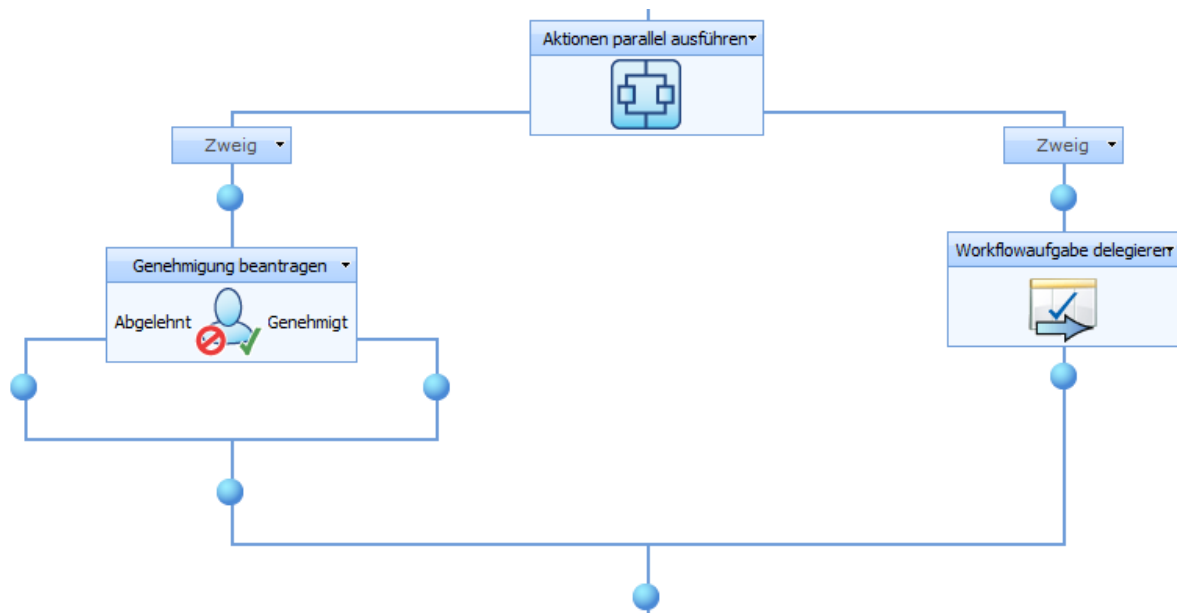 Aktionen parallel ausführen
Zweig
Zweig
Genehmigung beantragen
Workflowaufgabe delegieren
Abgelehnt
Genehmigt